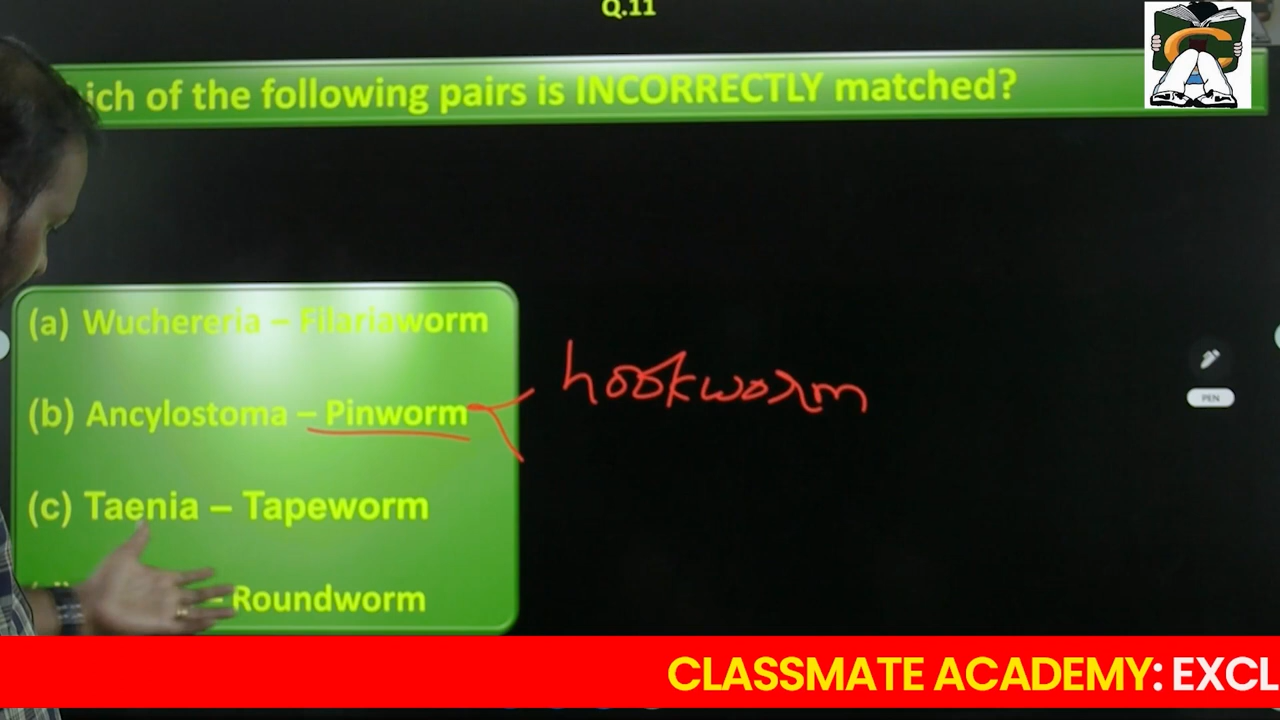 Q.11
ich of the following pairs is INCORRECTLY matched?
(a) Wuchereria – Filariaworm
(b) Ancylostoma – Pinworm
hookworm
(c) Taenia – Tapeworm
- Roundworm
PEN
CLASSMATE ACADEMY: EXCL